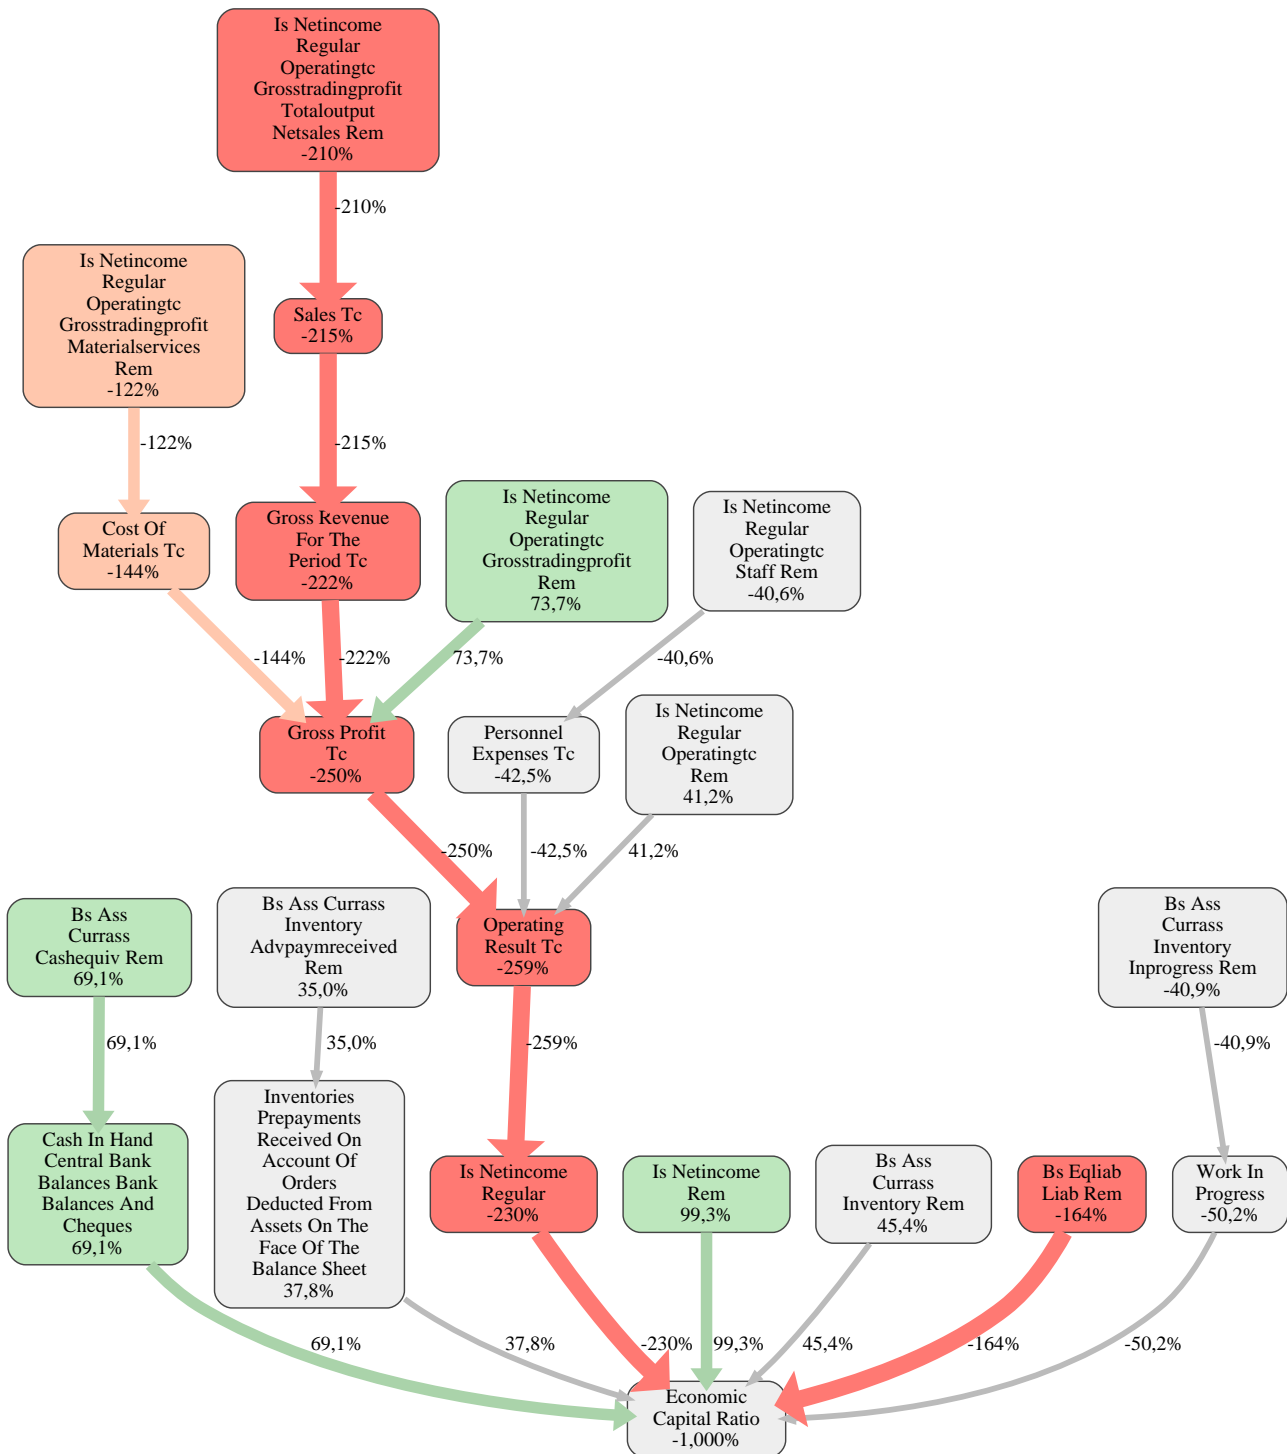 Is Netincome
Regular
Operatingtc
Grosstradingprofit
Totaloutput
Netsales Rem
-210%
-210%
Is Netincome
Regular
Operatingtc
Grosstradingprofit
Materialservices
Rem
-122%
Sales Tc
-215%
-122%
-215%
Cost Of
Materials Tc
-144%
Gross Revenue
For The
Period Tc
-222%
Is Netincome
Regular
Operatingtc
Grosstradingprofit
Rem
73,7%
Is Netincome
Regular
Operatingtc
Staff Rem
-40,6%
-144%
-222%
73,7%
-40,6%
Gross Profit
Tc
-250%
Personnel
Expenses Tc
-42,5%
Is Netincome
Regular
Operatingtc
Rem
41,2%
-250%
-42,5%
41,2%
Bs Ass
Currass
Cashequiv Rem
69,1%
Bs Ass Currass
Inventory
Advpaymreceived
Rem
35,0%
Operating
Result Tc
-259%
Bs Ass
Currass
Inventory
Inprogress Rem
-40,9%
69,1%
35,0%
-259%
-40,9%
Cash In Hand
Central Bank
Balances Bank
Balances And
Cheques
69,1%
Inventories
Prepayments
Received On
Account Of
Orders
Deducted From
Assets On The
Face Of The
Balance Sheet
37,8%
Is Netincome
Regular
-230%
Is Netincome
Rem
99,3%
Bs Ass
Currass
Inventory Rem
45,4%
Bs Eqliab
Liab Rem
-164%
Work In
Progress
-50,2%
69,1%
37,8%
-230%
99,3%
45,4%
-164%
-50,2%
Economic
Capital Ratio
-1,000%